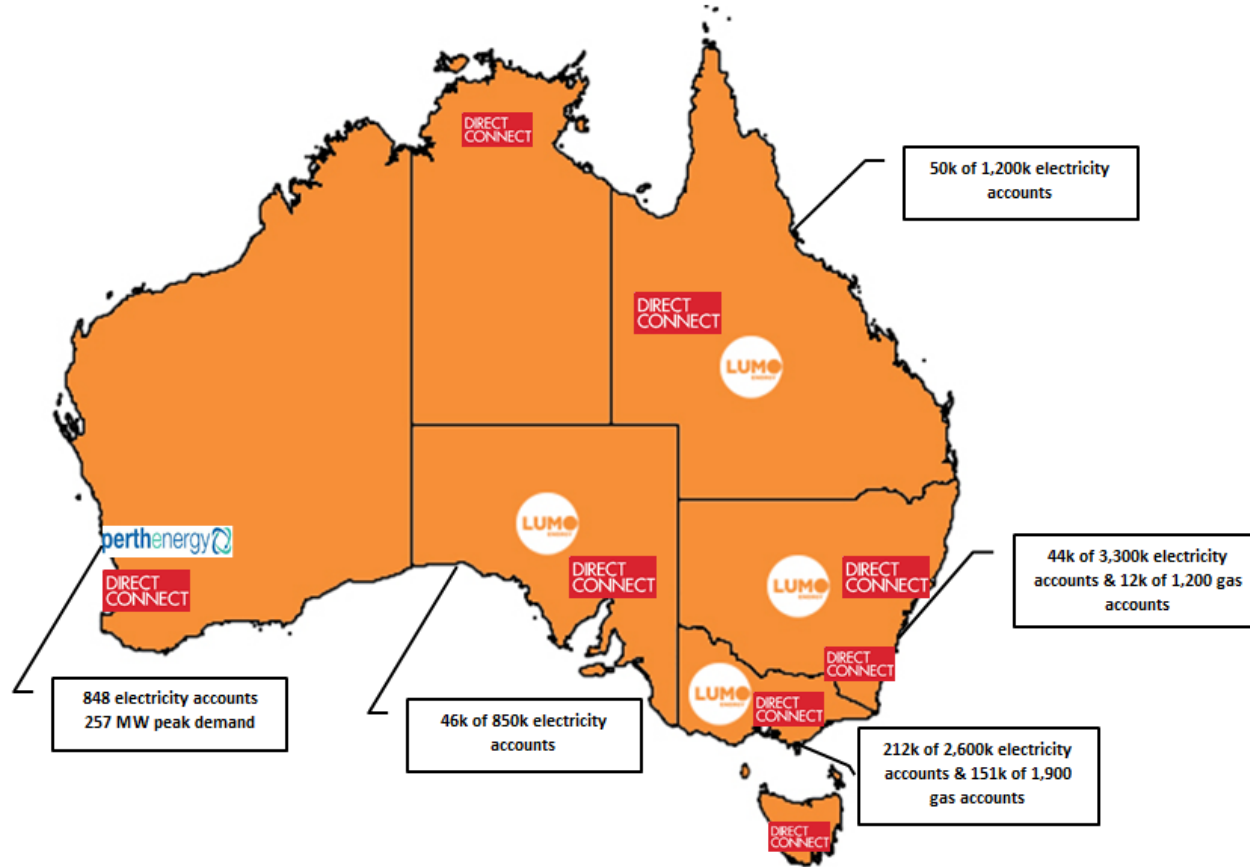 DIRECT
CONNECT
50k of 1,200k electricity
accounts
DIRECT
CONNECT
LUMO
ENERGY
LUMO
ENERGY
perthenergy
DIRECT
CONNECT
DIRECT
CONNECT
LUMO
ENERGY
DIRECT
CONNECT
44k of 3,300k electricity
accounts & 12k of 1,200 gas
accounts
DIRECT
CONNECT
LUMO
ENERGY
DIRECT
CONNECT
848 electricity accounts
257 MW peak demand
46k of 850k electricity
accounts
212k of 2,600k electricity
accounts & 151k of 1,900
gas accounts
DIRECT
CONNECT